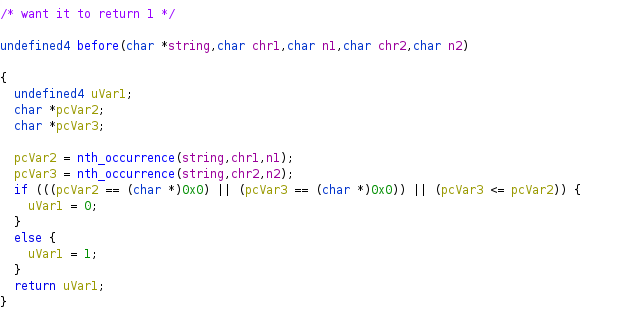 /* want it to return 1 */
undefined4 before(char *string,char chr1,char n1,char chr2,char n2)
{
undefined4 uVar1;
char *pcVar2;
char *pcVar3;
pcVar2 = nth_occurrence(string,chr1,n1);
pcVar3 = nth_occurrence(string,chr2,n2);
if (((pcVar2 == (char *)0x0) || (pcVar3 == (char *)0x0)) || (pcVar3 <= pcVar2)) {
uVar1 = 0;
}
else {
uVar1 = 1;
}
return uVar1;
}